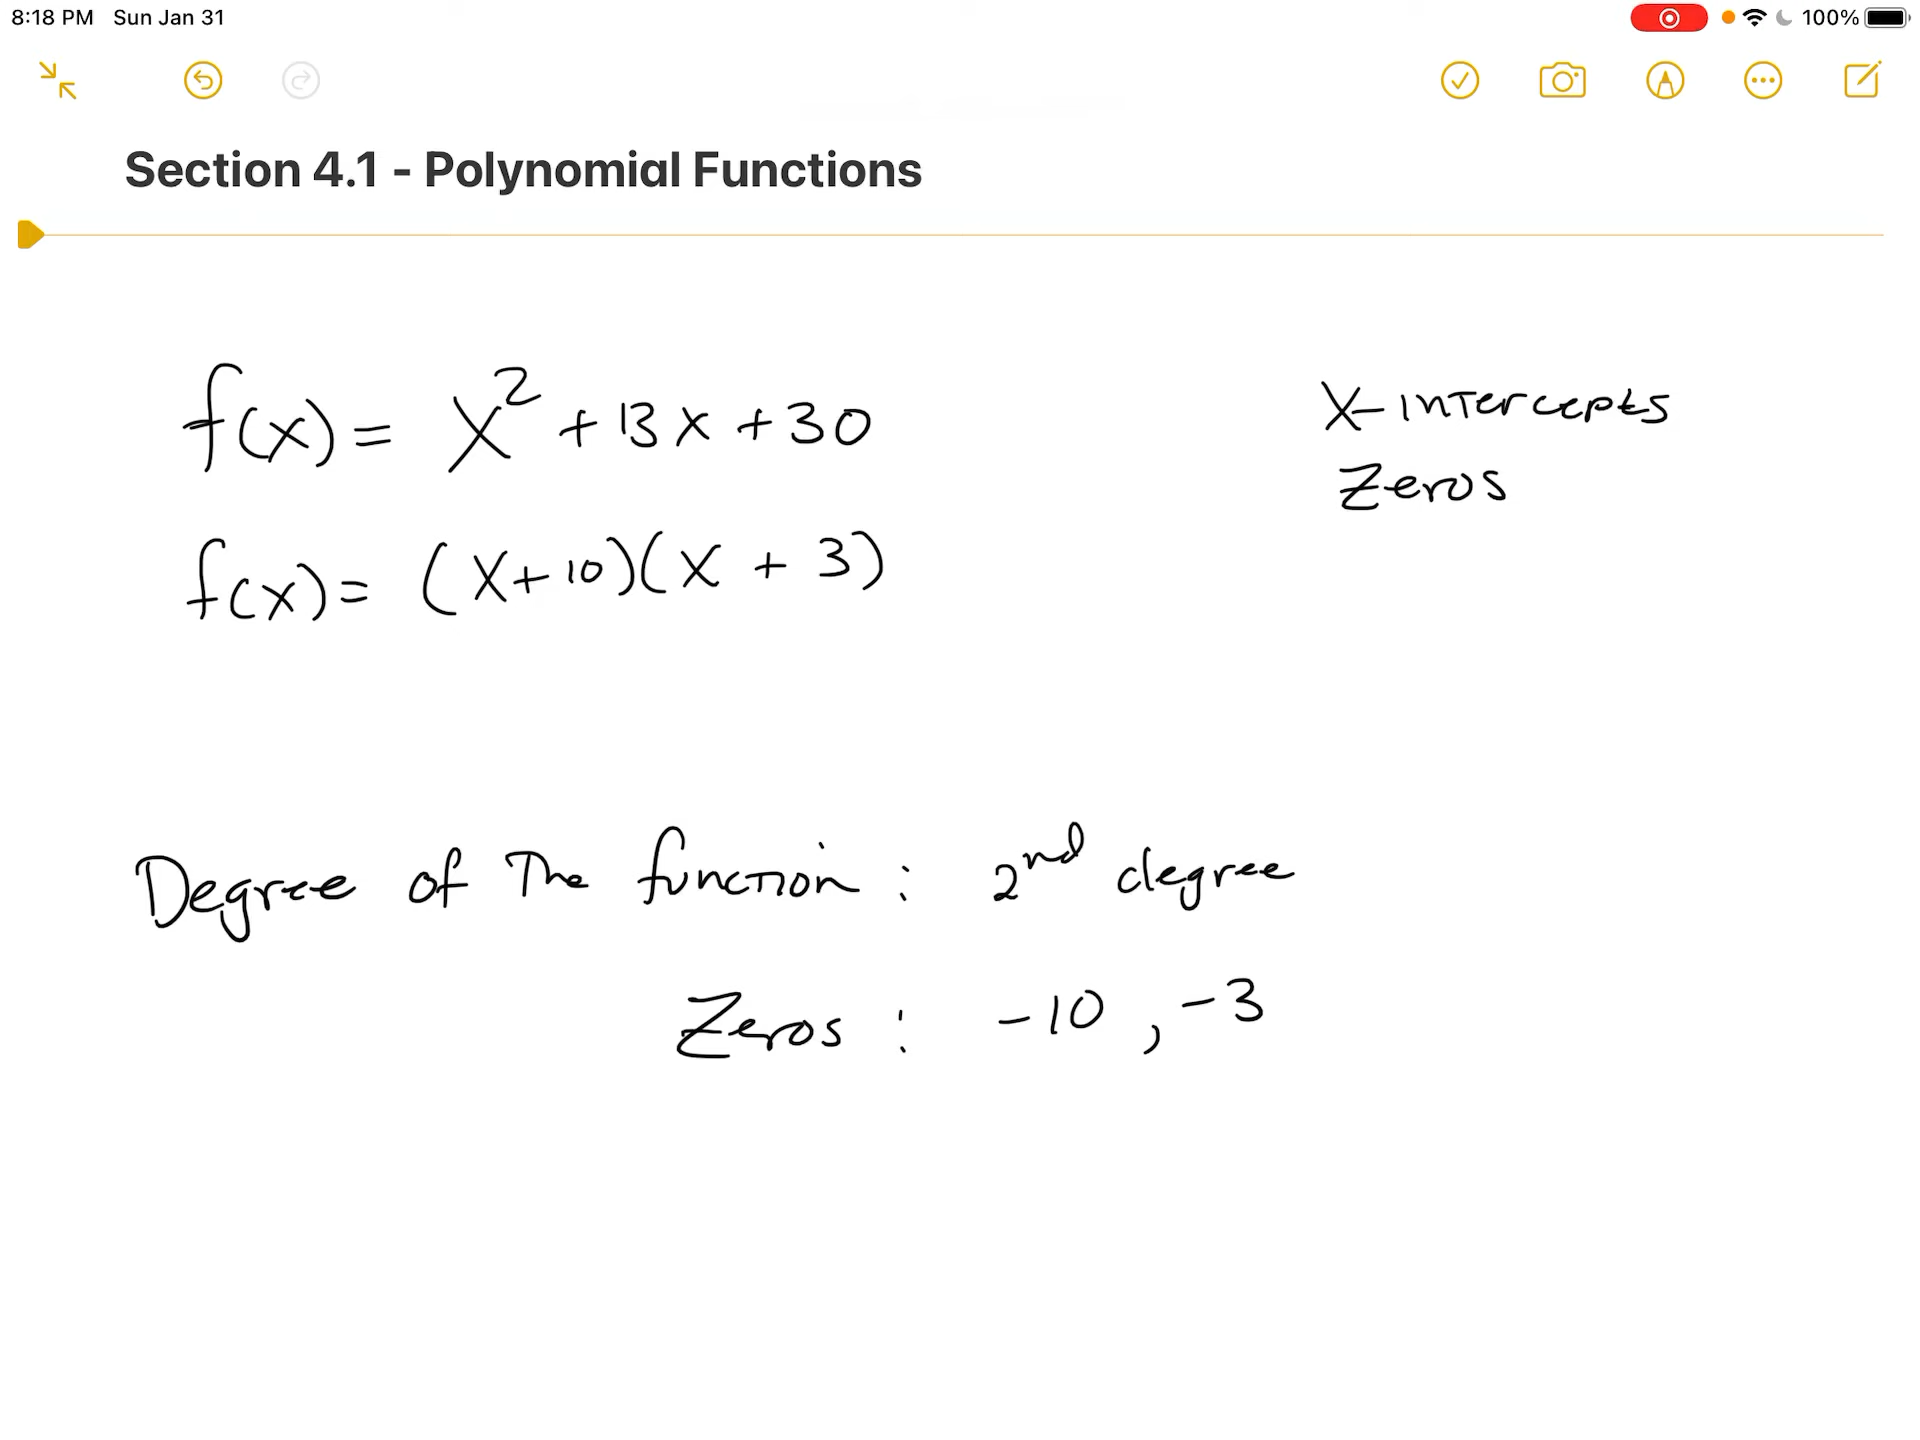 8:18 PM Sun Jan 31 100%
Section 4.1 - Polynomial Functions
f(x) = x² + 13x + 30
x-intercepts
Zeros
f(x) = (x+10)(x + 3)
Degree of The function : 2nd degree
Zeros : -10 , -3